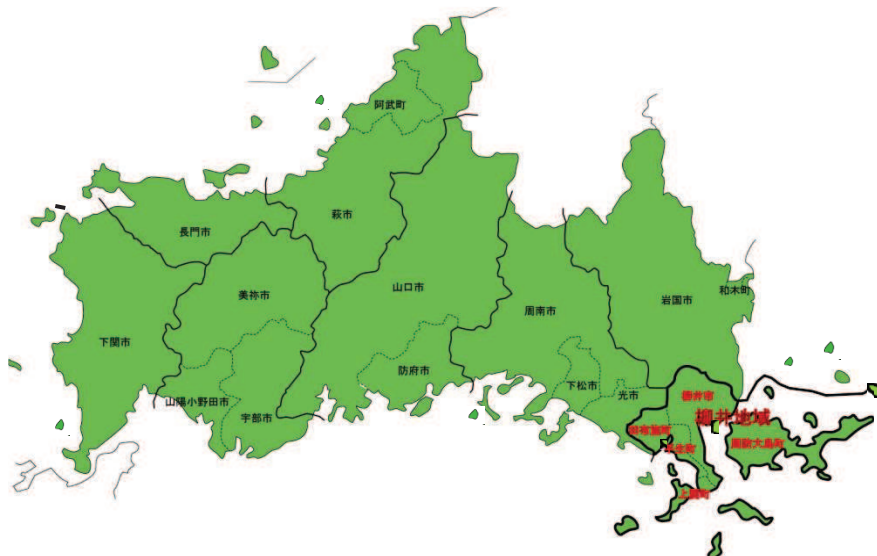 阿武町
萩市
長門市
美祢市
山口市
岩国市
和木町
周南市
下関市
防府市
下松市
光市
山陽小野田市
宇部市
柳井市
柳井地域
田布施町
平生町
周防大島町
上関町